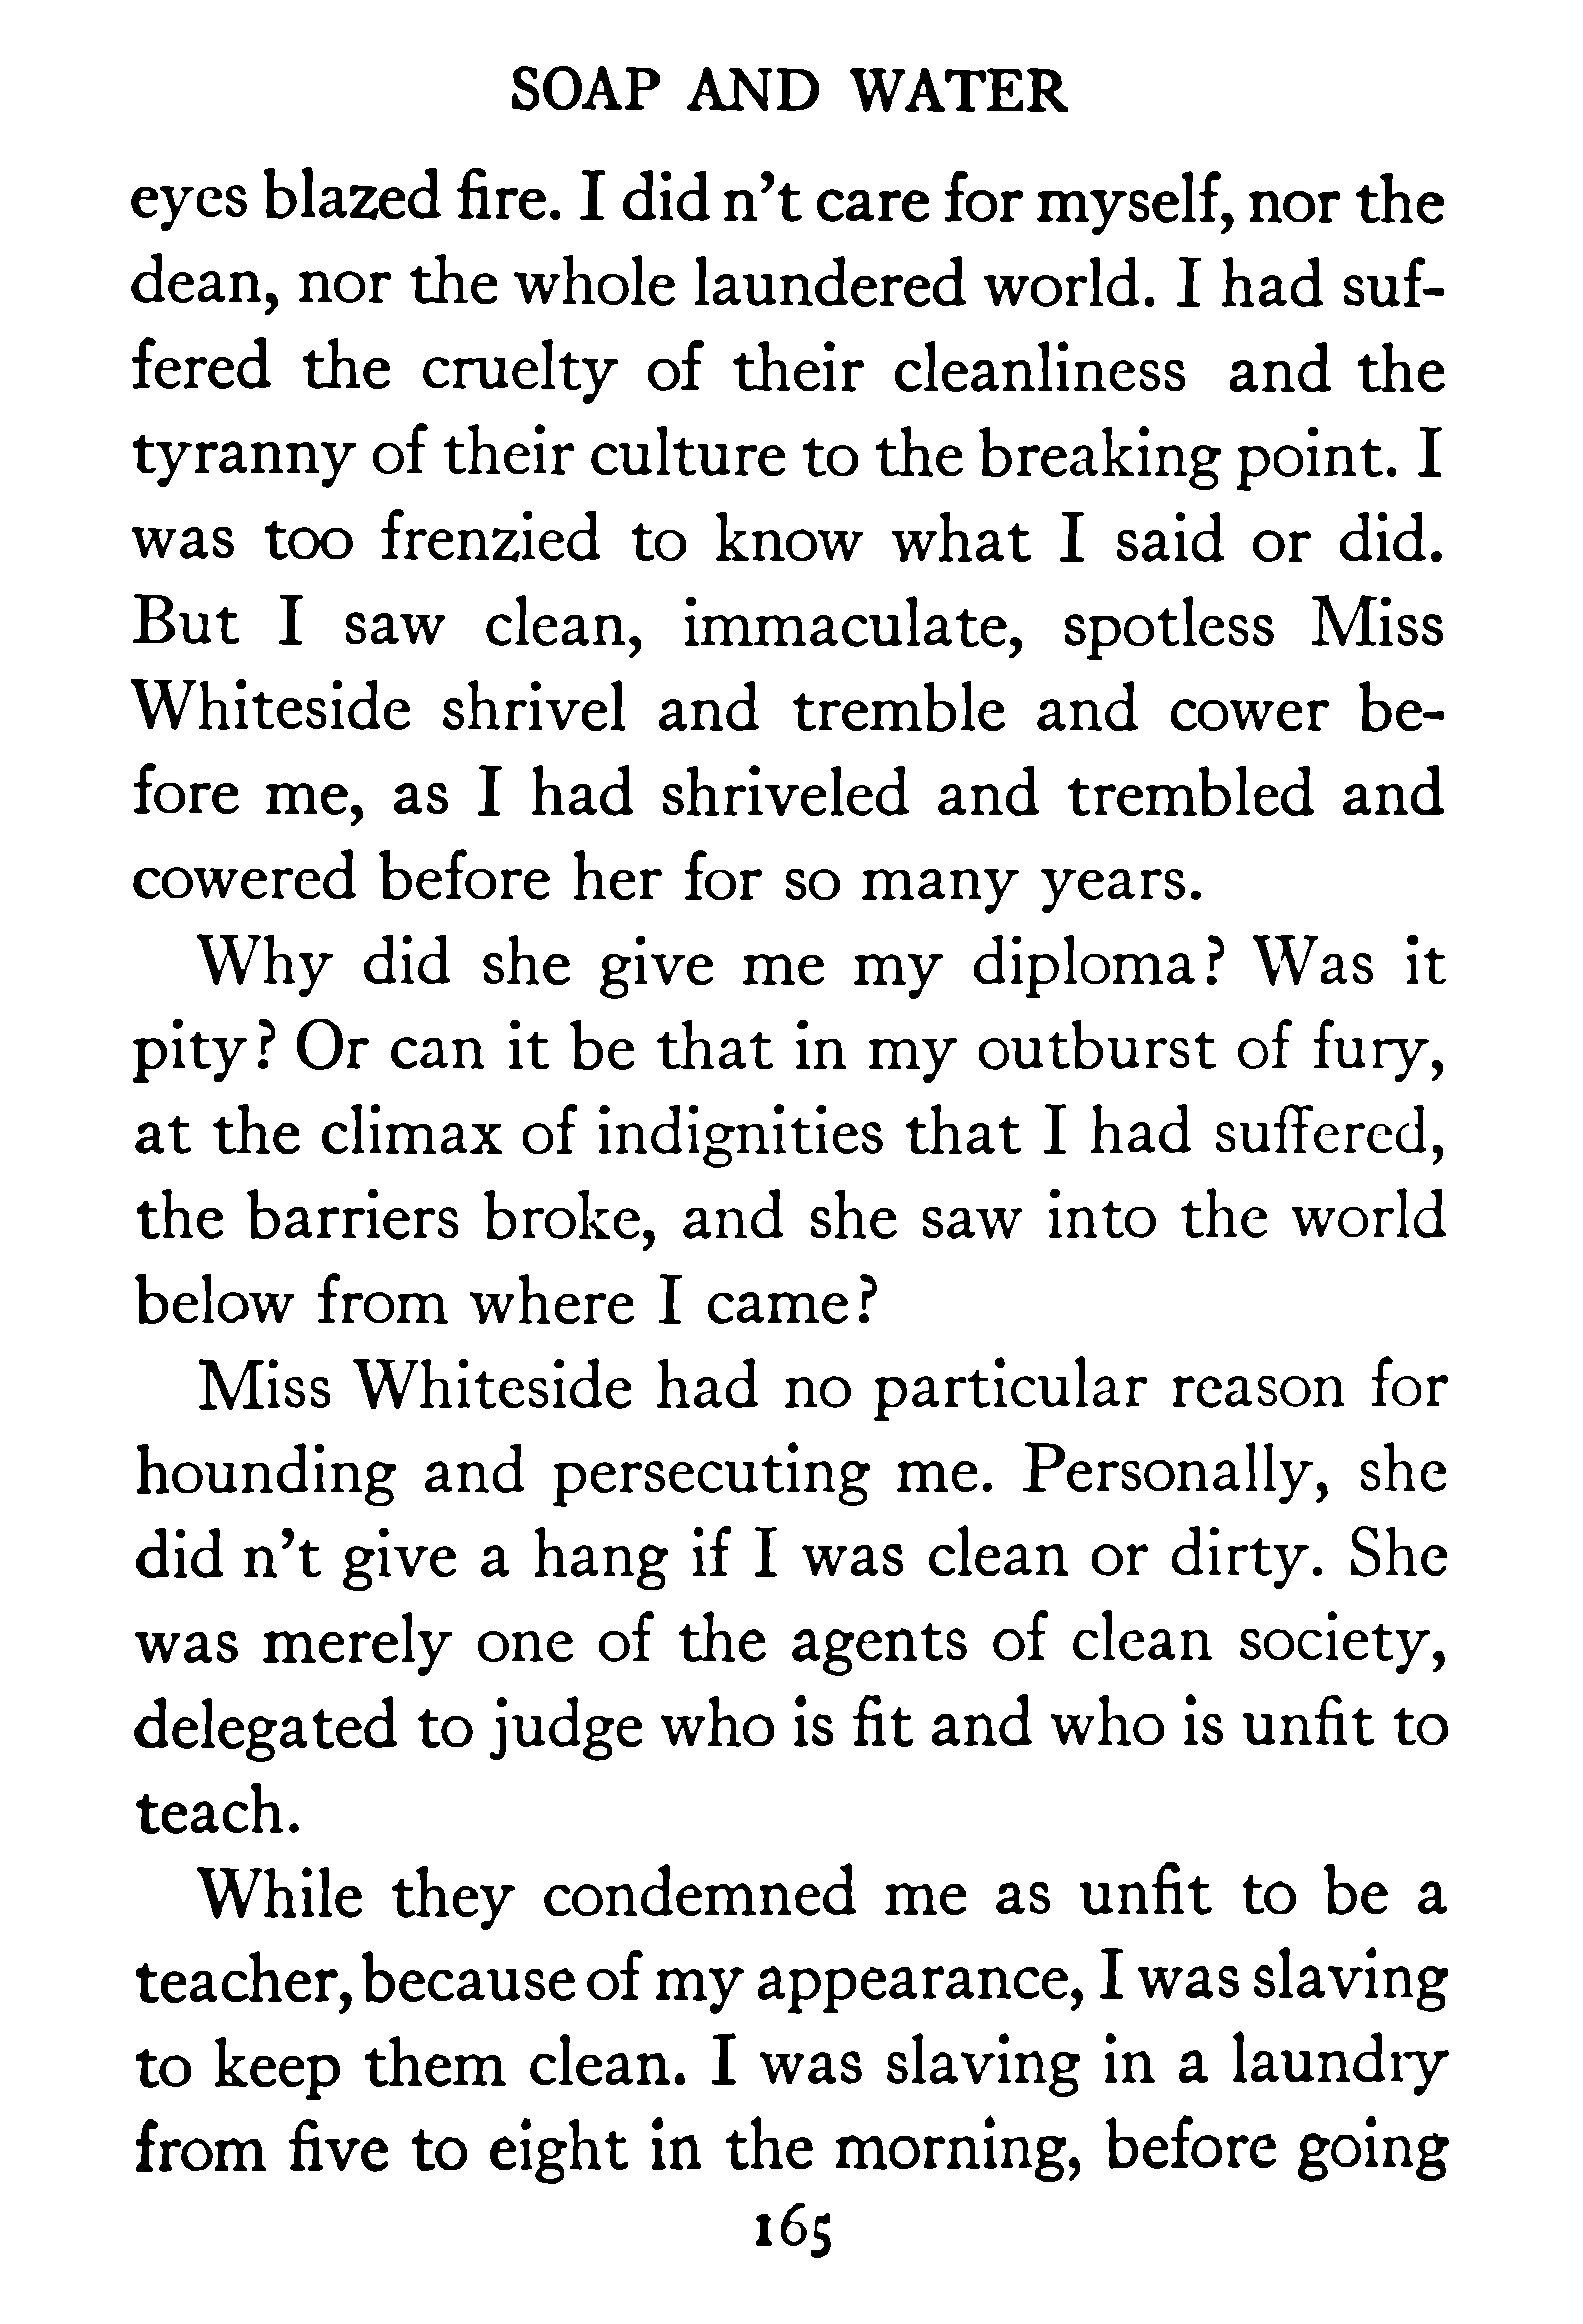 SOAP AND WATER
eyes blazed fire. I did n't care for myself, nor the
dean, nor the whole laundered world. I had suf-
fered the cruelty of their cleanliness and the
tyranny of their culture to the breaking point. I
was too frenzied to know what I said or did.
But I saw clean, immaculate, spotless Miss
Whiteside shrivel and tremble and cower be-
fore me, as I had shriveled and trembled and
cowered before her for so many years.
Why did she give me my diploma? Was it
pity? Or can it be that in my outburst of fury,
at the climax of indignities that I had suffered,
the barriers broke, and she saw into the world
below from where I came?
Miss Whiteside had no particular reason for
hounding and persecuting me. Personally, she
did n't give a hang if I was clean or dirty. She
was merely one of the agents of clean society,
delegated to judge who is fit and who is unfit to
teach.
While they condemned me as unfit to be a
teacher, because of my appearance, I was slaving
to keep them clean. I was slaving in a laundry
from five to eight in the morning, before going
165